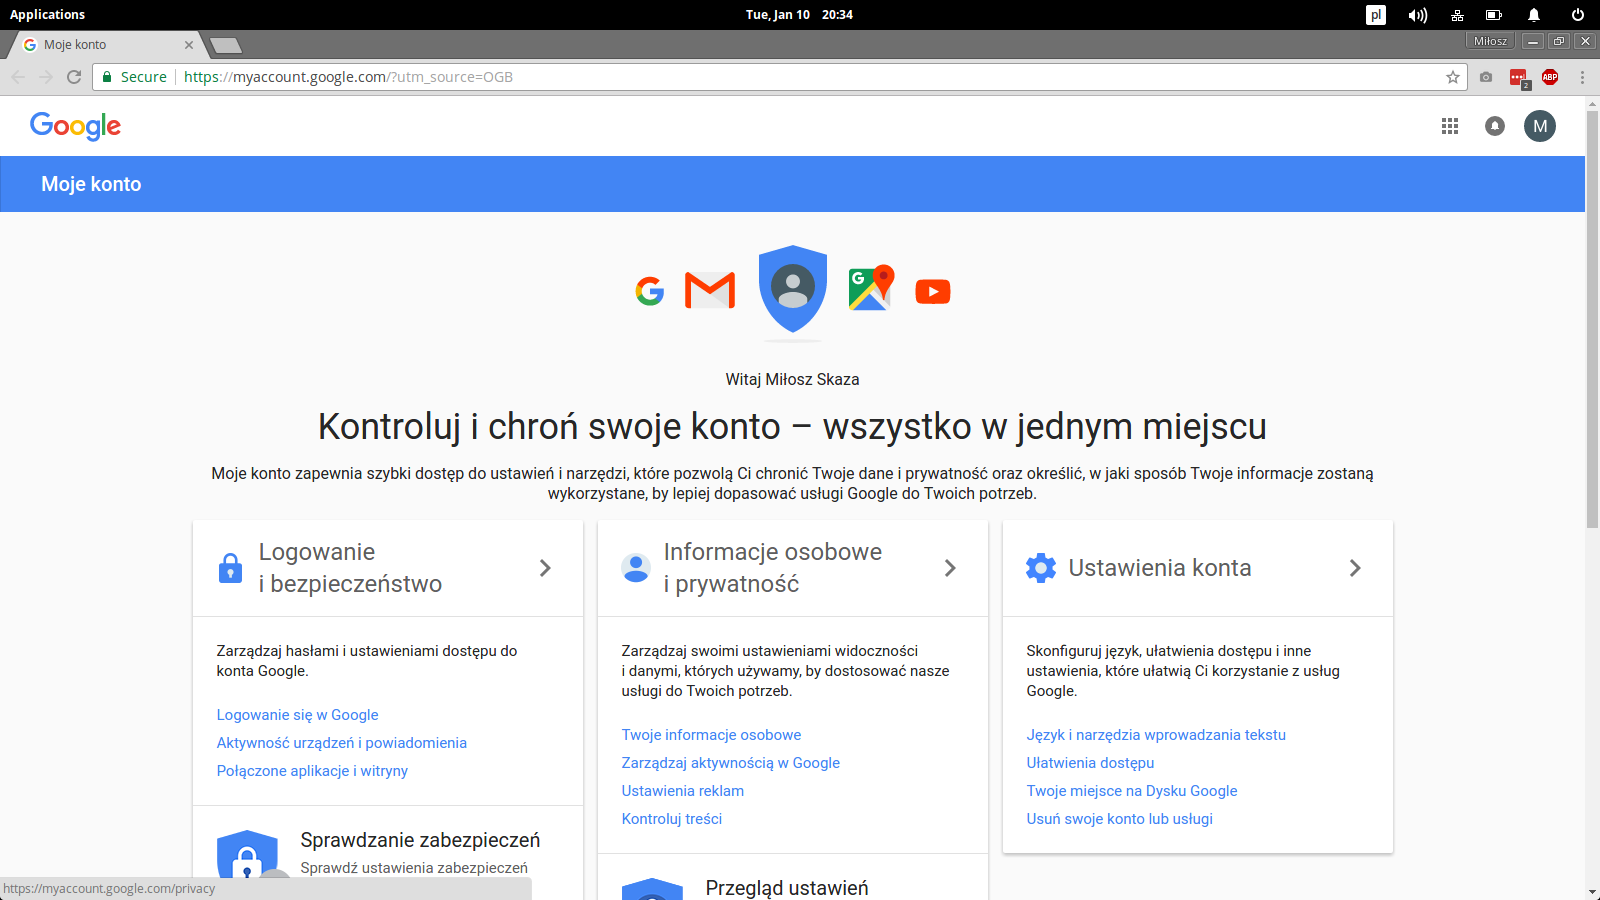 Applications
Tue, Jan 10 20:34
pl
Moje konto
Miłosz
Secure
https://myaccount.google.com/?utm_source=OGB
2
ABP
Google
M
Moje konto
G
Witaj Miłosz Skaza
Kontroluj i chroń swoje konto – wszystko w jednym miejscu
Moje konto zapewnia szybki dostęp do ustawień i narzędzi, które pozwolą Ci chronić Twoje dane i prywatność oraz określić, w jaki sposób Twoje informacje zostaną
wykorzystane, by lepiej dopasować usługi Google do Twoich potrzeb.
Logowanie
i bezpieczeństwo
Zarządzaj hasłami i ustawieniami dostępu do
konta Google.
Logowanie się w Google
Aktywność urządzeń i powiadomienia
Połączone aplikacje i witryny
Sprawdzanie zabezpieczeń
Sprawdź ustawienia zabezpieczeń
Informacje osobowe
i prywatność
Zarządzaj swoimi ustawieniami widoczności
i danymi, których używamy, by dostosować nasze
usługi do Twoich potrzeb.
Twoje informacje osobowe
Zarządzaj aktywnością w Google
Ustawienia reklam
Kontroluj treści
Przegląd ustawień
Ustawienia konta
Skonfiguruj język, ułatwienia dostępu i inne
ustawienia, które ułatwią Ci korzystanie z usług
Google.
Język i narzędzia wprowadzania tekstu
Ułatwienia dostępu
Twoje miejsce na Dysku Google
Usuń swoje konto lub usługi
https://myaccount.google.com/privacy